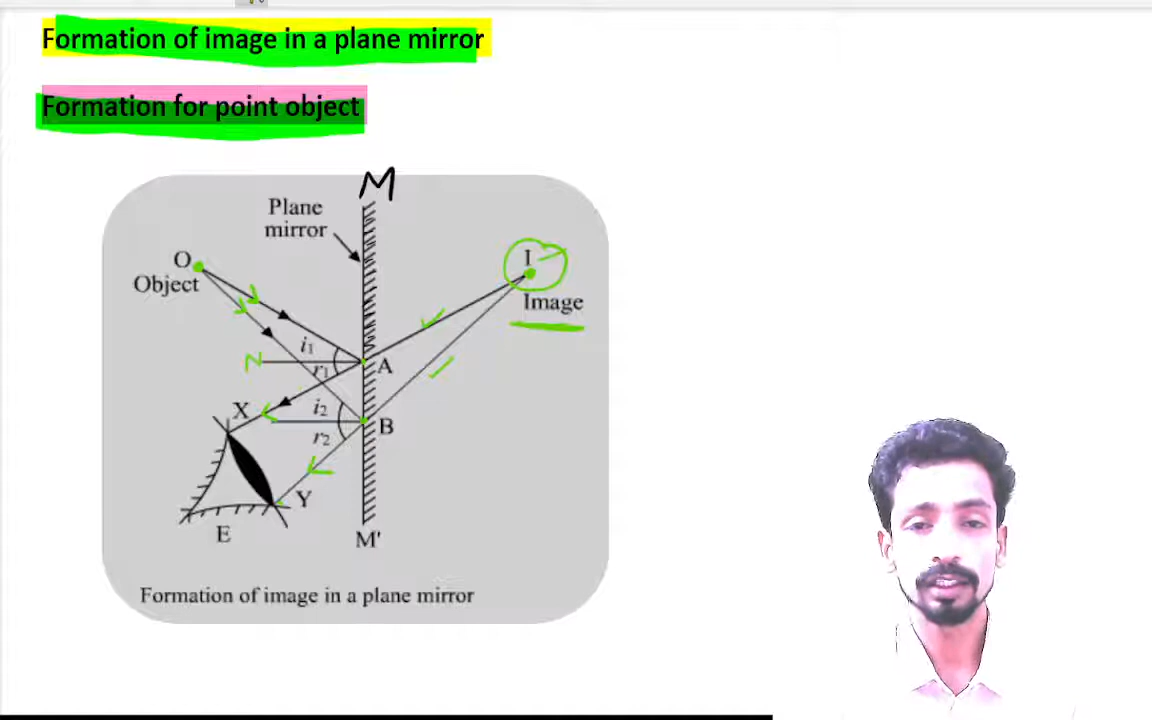 Formation of image in a plane mirror
Formation for point object
M
Plane
mirror
O
Object
I
Image
i1
N
r1
A
X
i2
B
r2
Y
E
M'
Formation of image in a plane mirror